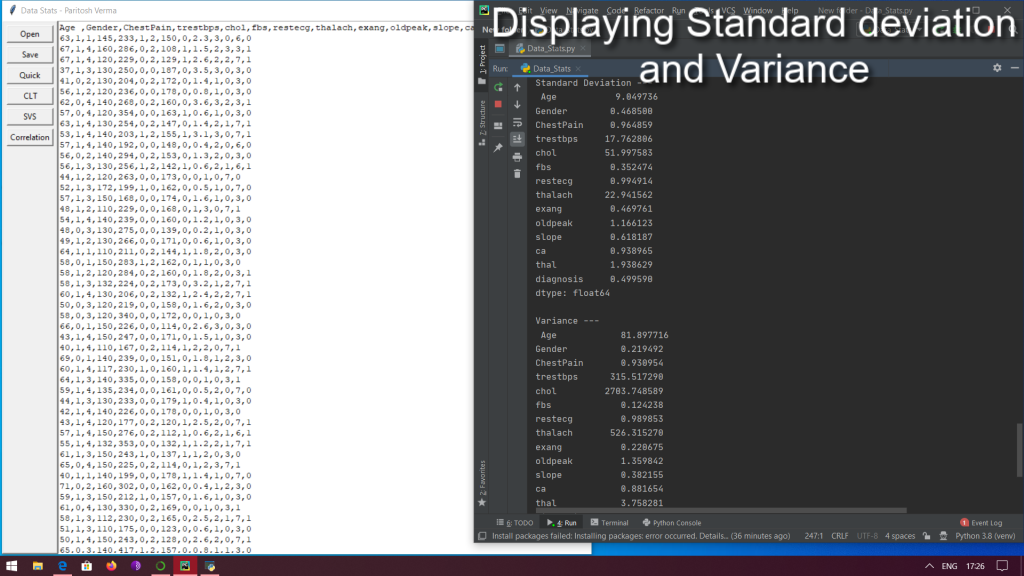 Displaying Standard deviation
and Variance
Data Stats - Paritosh Verma
Open
Save
Quick
CLT
SVS
Correlation
Age ,Gender,ChestPain,trestbps,chol,fbs,restecg,thalach,exang,oldpeak,slope,ca
63,1,1,145,233,1,2,150,0,2.3,3,0,6,0
67,1,4,160,286,0,2,108,1,1.5,2,3,3,1
67,1,4,120,229,0,2,129,1,2.6,2,2,7,1
37,1,3,130,250,0,0,187,0,3.5,3,0,3,0
41,0,2,130,204,0,2,172,0,1.4,1,0,3,0
56,1,2,120,236,0,0,178,0,0.8,1,0,3,0
62,0,4,140,268,0,2,160,0,3.6,3,2,3,1
57,0,4,120,354,0,0,163,1,0.6,1,0,3,0
63,1,4,130,254,0,2,147,0,1.4,2,1,7,1
53,1,4,140,203,1,2,155,1,3.1,3,0,7,1
57,1,4,140,192,0,0,148,0,0.4,2,0,6,0
56,0,2,140,294,0,2,153,0,1.3,2,0,3,0
56,1,3,130,256,1,2,142,1,0.6,2,1,6,1
44,1,2,120,263,0,0,173,0,0,1,0,7,0
52,1,3,172,199,1,0,162,0,0.5,1,0,7,0
57,1,3,150,168,0,0,174,0,1.6,1,0,3,0
48,1,2,110,229,0,0,168,0,1,3,0,7,1
54,1,4,140,239,0,0,160,0,1.2,1,0,3,0
48,0,3,130,275,0,0,139,0,0.2,1,0,3,0
49,1,2,130,266,0,0,171,0,0.6,1,0,3,0
64,1,1,110,211,0,2,144,1,1.8,2,0,3,0
58,0,1,150,283,1,2,162,0,1,1,0,3,0
58,1,2,120,284,0,2,160,0,1.8,2,0,3,1
58,1,3,132,224,0,2,173,0,3.2,1,2,7,1
60,1,4,130,206,0,2,132,1,2.4,2,2,7,1
50,0,3,120,219,0,0,158,0,1.6,2,0,3,0
58,0,3,120,340,0,0,172,0,0,1,0,3,0
66,0,1,150,226,0,0,114,0,2.6,3,0,3,0
43,1,4,150,247,0,0,171,0,1.5,1,0,3,0
40,1,4,110,167,0,2,114,1,2,2,0,7,1
69,0,1,140,239,0,0,151,0,1.8,1,2,3,0
60,1,4,117,230,1,0,160,1,1.4,1,2,7,1
64,1,3,140,335,0,0,158,0,0,1,0,3,1
59,1,4,135,234,0,0,161,0,0.5,2,0,7,0
44,1,3,130,233,0,0,179,1,0.4,1,0,3,0
42,1,4,140,226,0,0,178,0,0,1,0,3,0
43,1,4,120,177,0,2,120,1,2.5,2,0,7,1
57,1,4,150,276,0,2,112,1,0.6,2,1,6,1
55,1,4,132,353,0,0,132,1,1.2,2,1,7,1
61,1,3,150,243,1,0,137,1,1,2,0,3,0
65,0,4,150,225,0,2,114,0,1,2,3,7,1
40,1,1,140,199,0,0,178,1,1.4,1,0,7,0
71,0,2,160,302,0,0,162,0,0.4,1,2,3,0
59,1,3,150,212,1,0,157,0,1.6,1,0,3,0
61,0,4,130,330,0,2,169,0,0,1,0,3,1
58,1,3,112,230,0,2,165,0,2.5,2,1,7,1
51,1,3,110,175,0,0,123,0,0.6,1,0,3,0
50,1,4,150,243,0,2,128,0,2.6,2,0,7,1
65,0,3,140,417,1,2,157,0,0.8,1,1,3,0
Edit View Navigate Code Refactor Run VCS Window
Data_Stats.py
Run: Data_Stats
1: Project
7: Structure
2: Favorites
Standard Deviation -
Age 9.049736
Gender 0.468500
ChestPain 0.964859
trestbps 17.762806
chol 51.997583
fbs 0.352474
restecg 0.994914
thalach 22.941562
exang 0.469761
oldpeak 1.166123
slope 0.618187
ca 0.938965
thal 1.938629
diagnosis 0.499590
dtype: float64
Variance ---
Age 81.897716
Gender 0.219492
ChestPain 0.930954
trestbps 315.517290
chol 2703.748589
fbs 0.124238
restecg 0.989853
thalach 526.315270
exang 0.220675
oldpeak 1.359842
slope 0.382155
ca 0.881654
thal 3.758281
6: TODO 4: Run Terminal Python Console Event Log
Install packages failed: Installing packages: error occurred. Details... (36 minutes ago) 247:1 CRLF UTF-8 4 spaces Python 3.8 (venv)
ENG 17:26